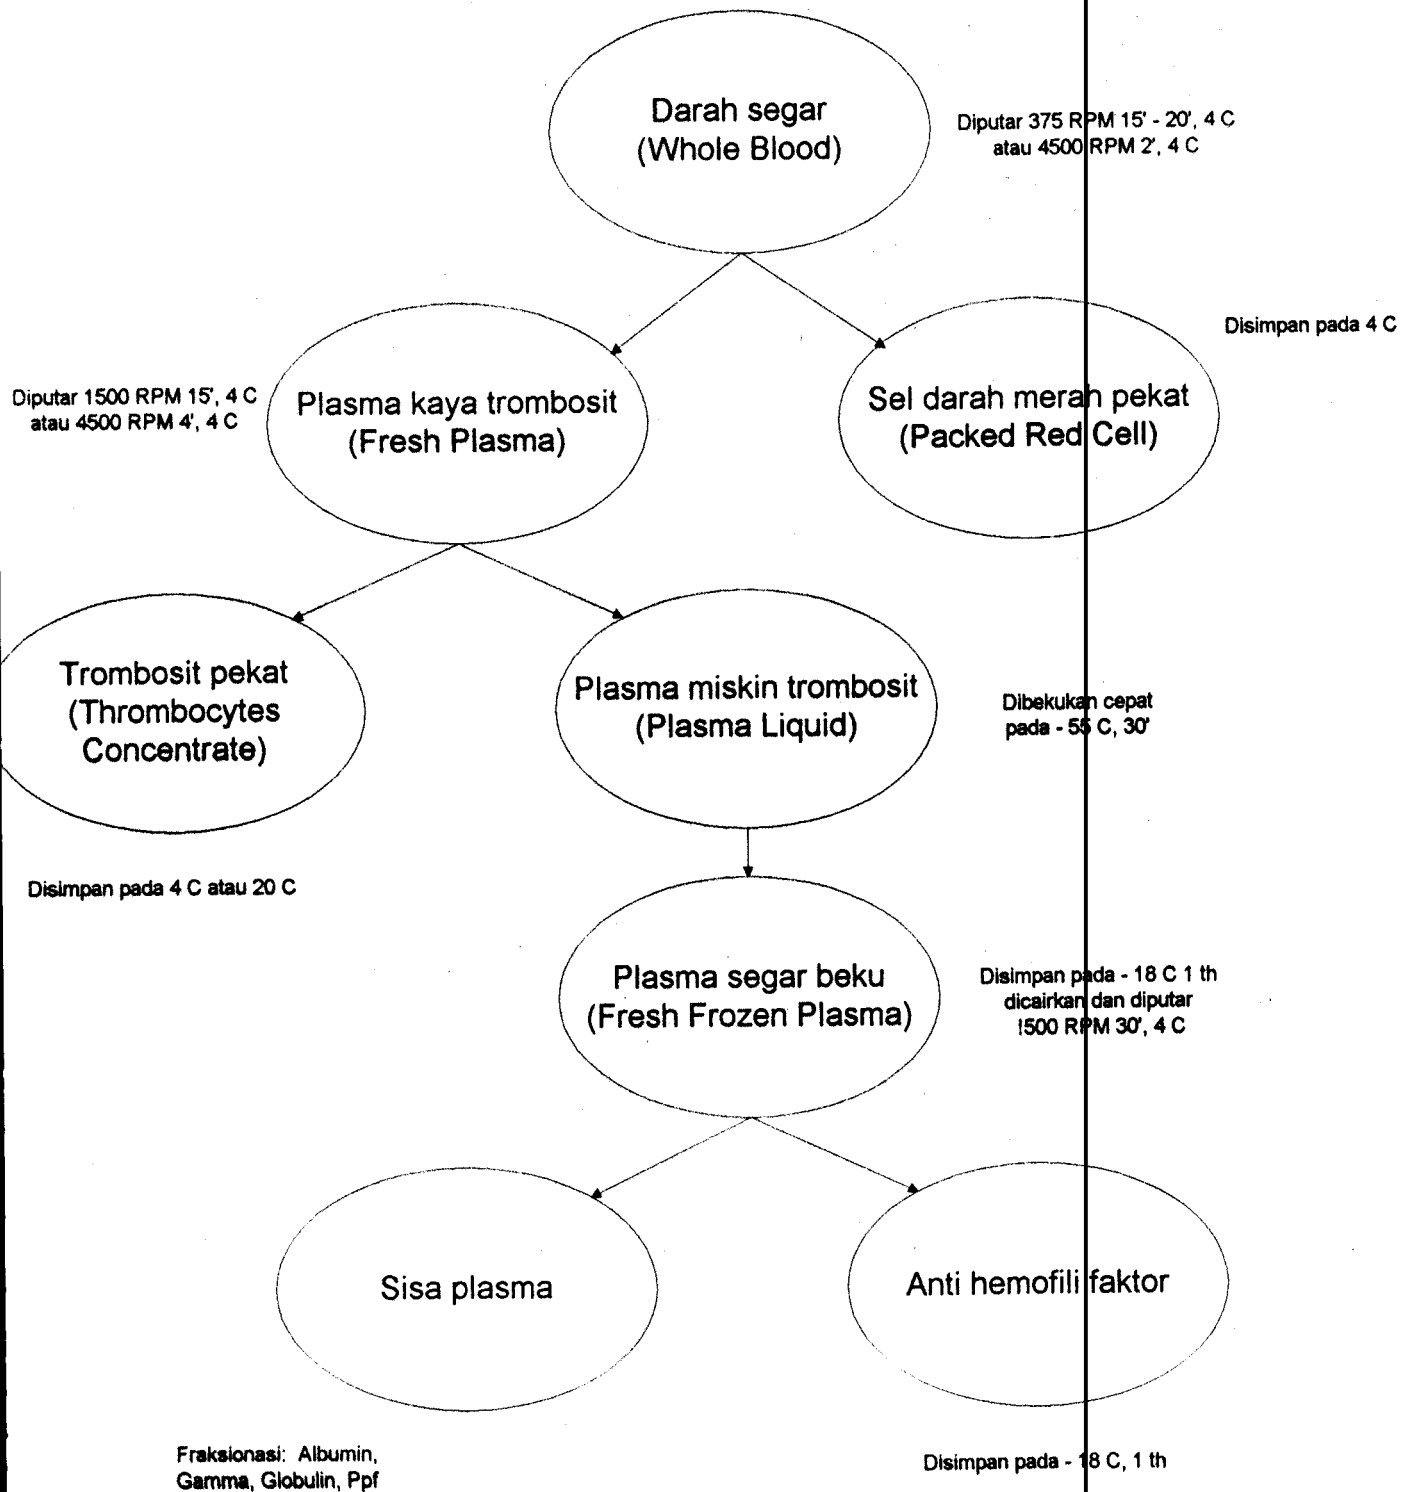 Darah segar
(Whole Blood)
Diputar 375 RPM 15' - 20', 4 C
atau 4500 RPM 2', 4 C
Disimpan pada 4 C
Diputar 1500 RPM 15', 4 C
atau 4500 RPM 4', 4 C
Plasma kaya trombosit
(Fresh Plasma)
Sel darah merah pekat
(Packed Red Cell)
Trombosit pekat
(Thrombocytes
Concentrate)
Plasma miskin trombosit
(Plasma Liquid)
Dibekukan cepat
pada - 55 C, 30'
Disimpan pada 4 C atau 20 C
Plasma segar beku
(Fresh Frozen Plasma)
Disimpan pada - 18 C 1 th
dicairkan dan diputar
1500 RPM 30', 4 C
Sisa plasma
Anti hemofili faktor
Fraksionasi: Albumin,
Gamma, Globulin, Ppf
Disimpan pada - 18 C, 1 th